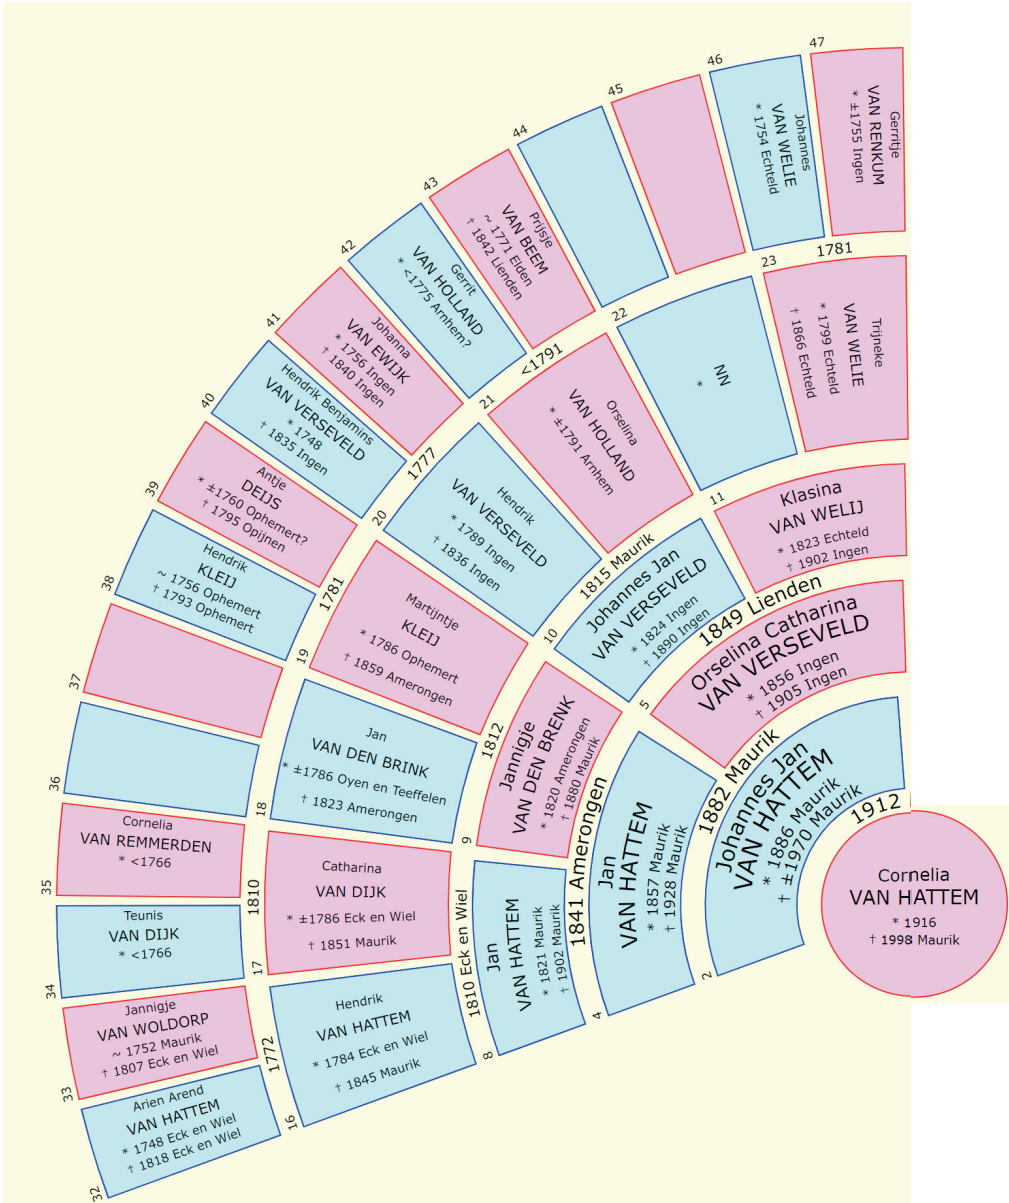 Cornelia
VAN HATTEM
* 1916
† 1998 Maurik
1912
2
Johannes Jan
VAN HATTEM
* 1886 Maurik
† ±1970 Maurik
1882 Maurik
4
Jan
VAN HATTEM
* 1857 Maurik
† 1928 Maurik
5
Orselina Catharina
VAN VERSEVELD
* 1856 Ingen
† 1905 Ingen
1841 Amerongen
1849 Lienden
8
Jan
VAN HATTEM
* 1821 Maurik
† 1902 Maurik
9
Jannigje
VAN DEN BRENK
* 1820 Amerongen
† 1880 Maurik
10
Johannes Jan
VAN VERSEVELD
* 1824 Ingen
† 1890 Ingen
11
Klasina
VAN WELIJ
* 1823 Echteld
† 1902 Ingen
1810 Eck en Wiel
1812
1815 Maurik
16
Hendrik
VAN HATTEM
* 1784 Eck en Wiel
† 1845 Maurik
17
Catharina
VAN DIJK
* ±1786 Eck en Wiel
† 1851 Maurik
18
Jan
VAN DEN BRINK
* ±1786 Oyen en Teeffelen
† 1823 Amerongen
19
Martijntje
KLEIJ
* 1786 Ophemert
† 1859 Amerongen
20
Hendrik
VAN VERSEVELD
* 1789 Ingen
† 1836 Ingen
21
Orselina
VAN HOLLAND
* ±1791 Arnhem
22
NN
*
23
Trijneke
VAN WELIE
* 1799 Echteld
† 1866 Echteld
1772
1810
1781
1777
<1791
1781
32
Arien Arend
VAN HATTEM
* 1748 Eck en Wiel
† 1818 Eck en Wiel
33
Jannigje
VAN WOLDORP
~ 1752 Maurik
† 1807 Eck en Wiel
34
Teunis
VAN DIJK
* <1766
35
Cornelia
VAN REMMERDEN
* <1766
36
37
38
Hendrik
KLEIJ
~ 1756 Ophemert
† 1793 Ophemert
39
Antje
DEIJS
* ±1760 Ophemert?
† 1795 Opijnen
40
Hendrik Benjamins
VAN VERSEVELD
* 1748
† 1835 Ingen
41
Johanna
VAN EWIJK
* 1756 Ingen
† 1840 Ingen
42
Gerrit
VAN HOLLAND
* <1775 Arnhem?
43
Prijsje
VAN BEEM
~ 1771 Elden
† 1842 Lienden
44
45
46
Johannes
VAN WELIE
* 1754 Echteld
47
Gerritje
VAN RENKUM
* ±1755 Ingen